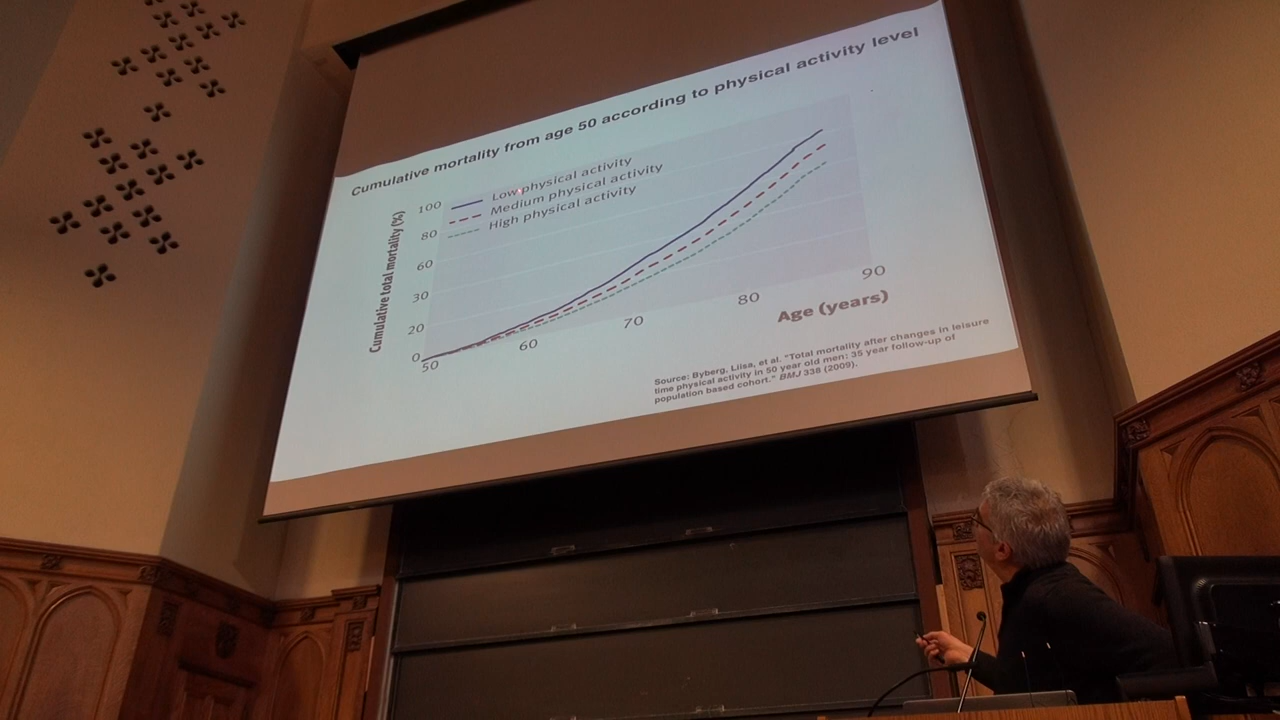 Cumulative mortality from age 50 according to physical activity level
Low physical activity
Medium physical activity
High physical activity
Cumulative total mortality (%)
100
80
60
30
20
0
50
60
70
80
90
Age (years)
Source: Byberg, Liisa, et al. "Total mortality after changes in leisure
time physical activity in 50 year old men: 35 year follow-up of
population based cohort." BMJ 338 (2009).